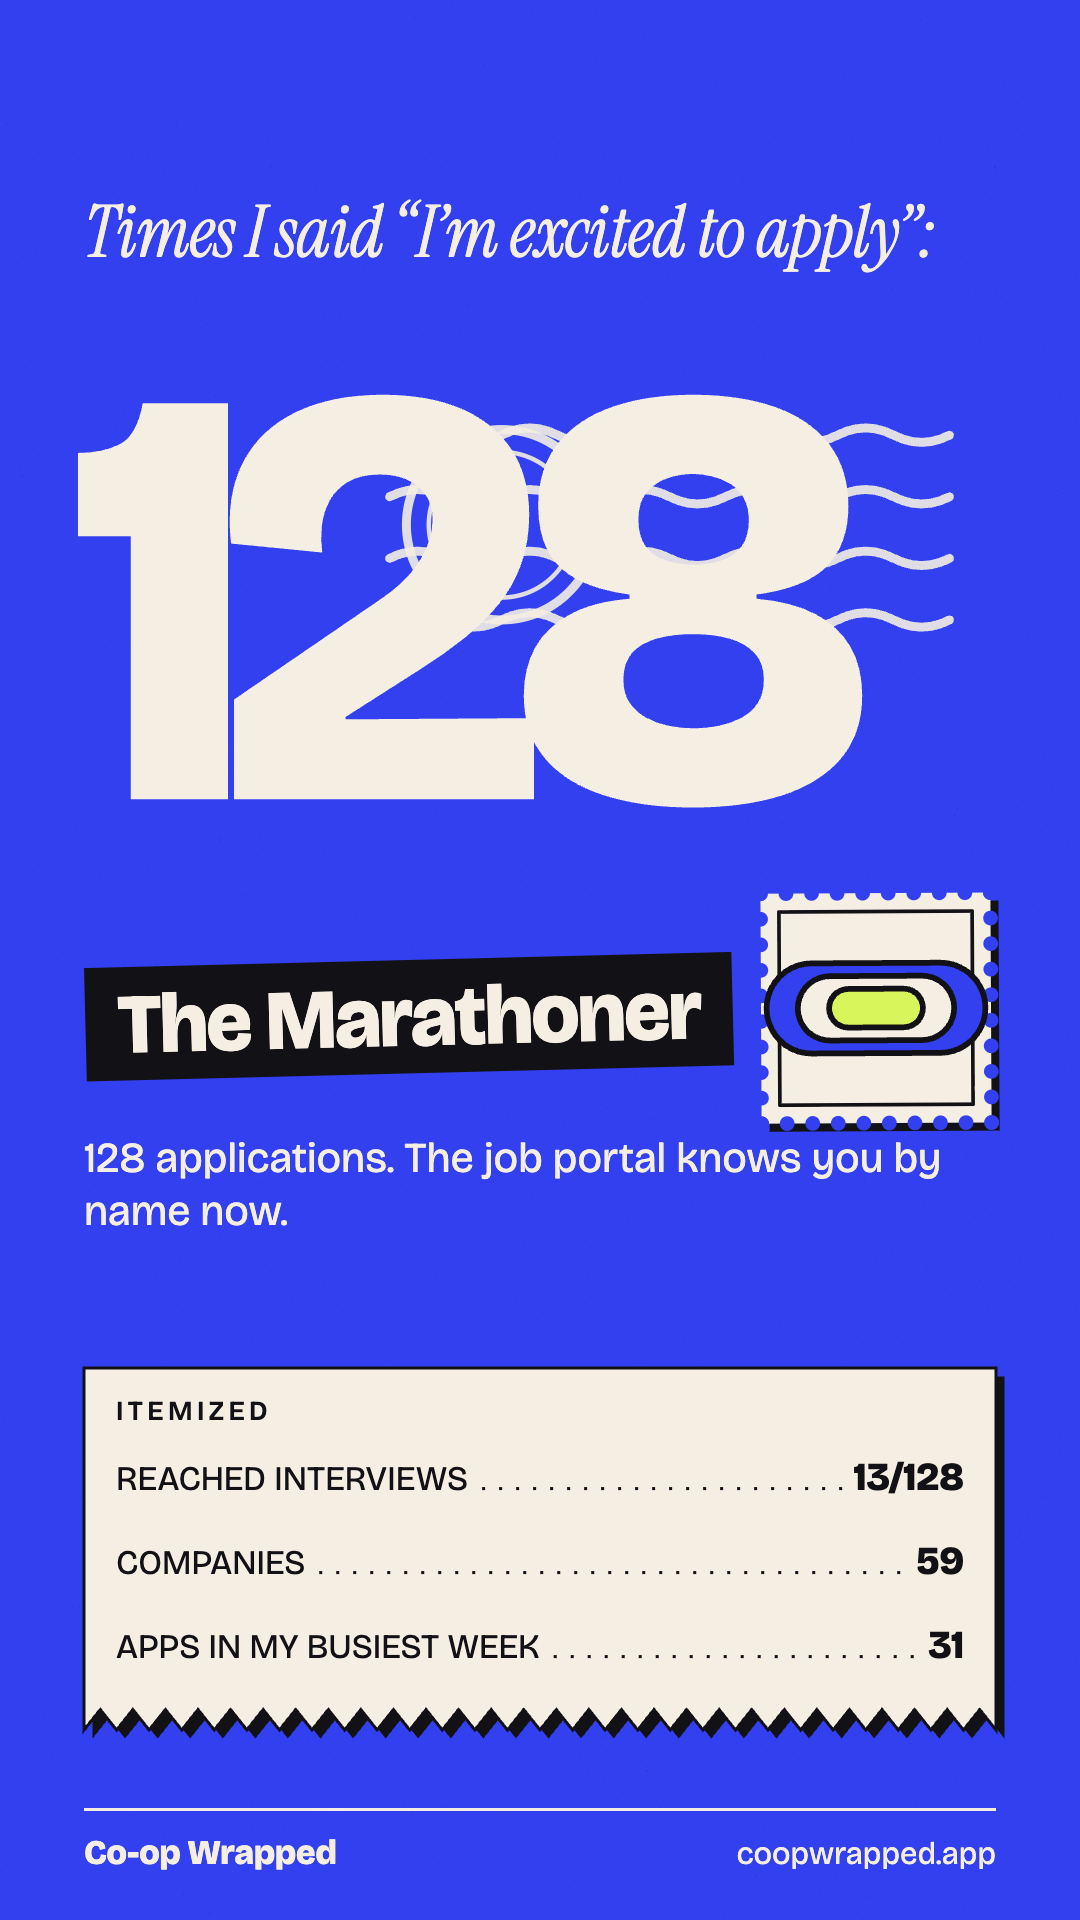 Times I said “I’m excited to apply”:
128
The Marathoner
128 applications. The job portal knows you by
name now.
ITEMIZED
REACHED INTERVIEWS . . . . . . . . . . . . . . . . . . . . . . 13/128
COMPANIES . . . . . . . . . . . . . . . . . . . . . . . . . . . . . . . . . . . 59
APPS IN MY BUSIEST WEEK . . . . . . . . . . . . . . . . . . . . . . 31
Co-op Wrapped
coopwrapped.app